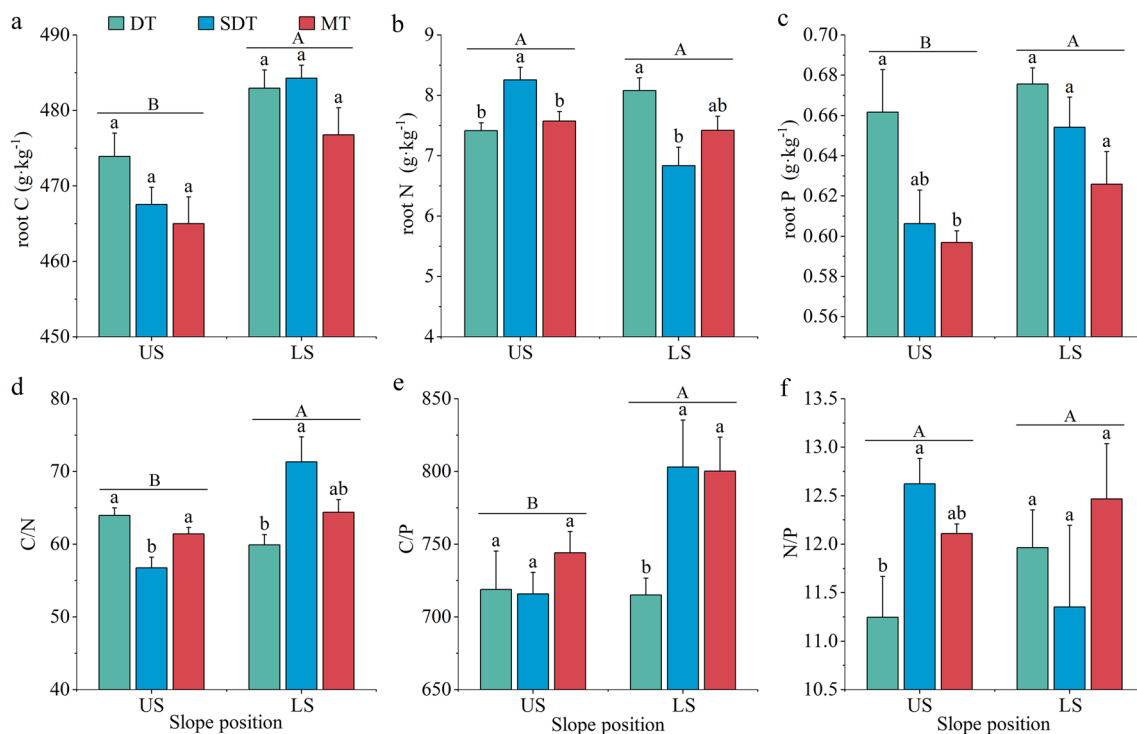 a
DT SDT MT
root C (g·kg⁻¹)
490
480
470
460
450
B
a a a
A
a a a
US LS
b
root N (g·kg⁻¹)
9
8
7
6
5
4
A
b a b
A
a b ab
US LS
c
root P (g·kg⁻¹)
0.70
0.68
0.66
0.64
0.62
0.60
0.58
0.56
B
a ab b
A
a a a
US LS
d
C/N
80
70
60
50
40
B
a b a
A
b a ab
US LS
Slope position
e
C/P
850
800
750
700
650
B
a a a
A
b a a
US LS
Slope position
f
N/P
13.5
13.0
12.5
12.0
11.5
11.0
10.5
A
b a ab
A
a a a
US LS
Slope position